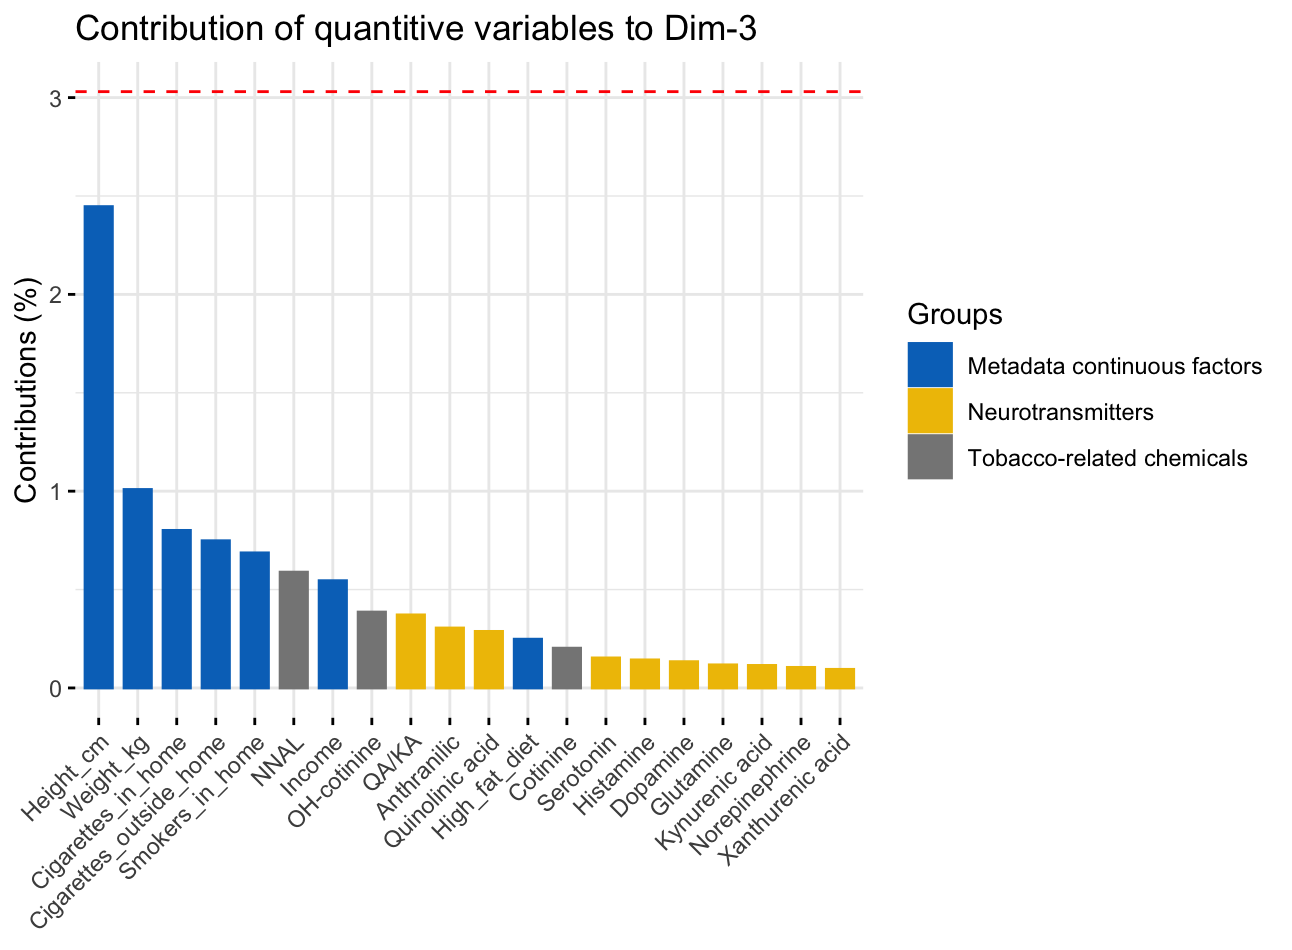 Contribution of quantitive variables to Dim-3
Contributions (%)
3
2
1
0
Height_cm
Weight_kg
Cigarettes_in_home
Cigarettes_outside_home
Smokers_in_home
NNAL
Income
OH-cotinine
QA/KA
Anthranilic
Quinolinic acid
High_fat_diet
Cotinine
Serotonin
Histamine
Dopamine
Glutamine
Kynurenic acid
Norepinephrine
Xanthurenic acid
Groups
Metadata continuous factors
Neurotransmitters
Tobacco-related chemicals